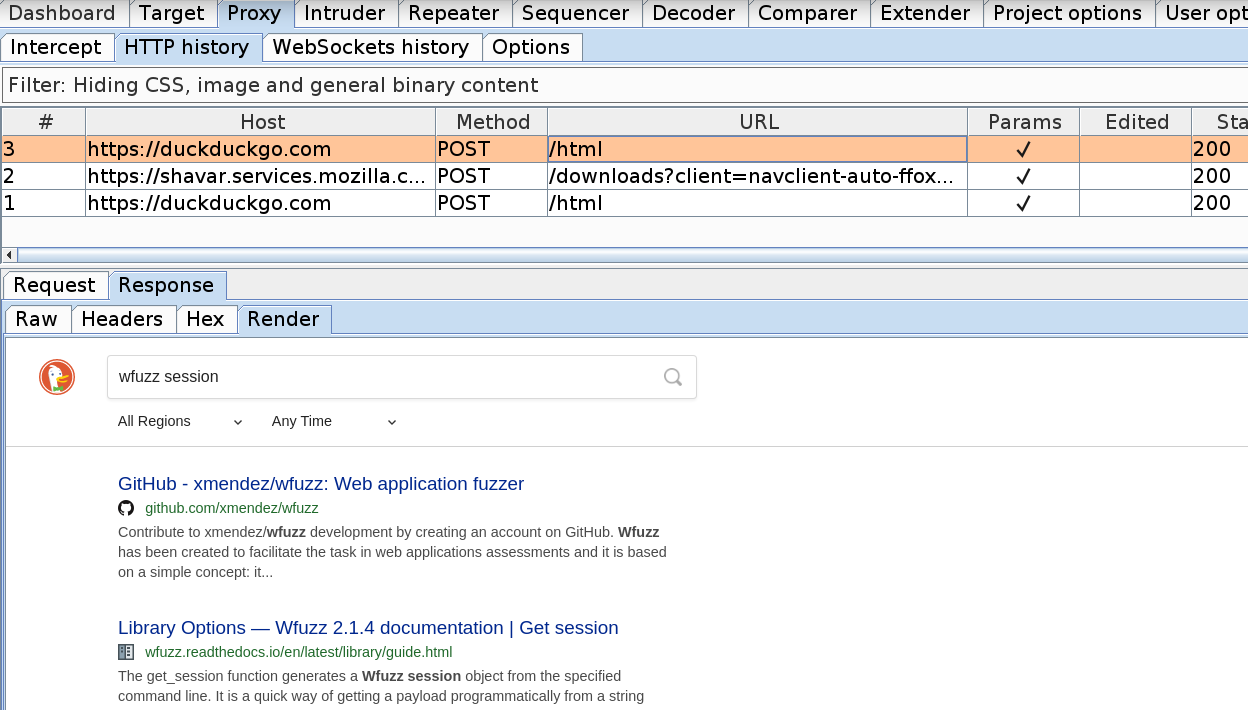 Dashboard Target Proxy Intruder Repeater Sequencer Decoder Comparer Extender Project options User opt
Intercept HTTP history WebSockets history Options
Filter: Hiding CSS, image and general binary content
# Host Method URL Params Edited Sta
3 https://duckduckgo.com POST /html ✓ 200
2 https://shavar.services.mozilla.c... POST /downloads?client=navclient-auto-ffox... ✓ 200
1 https://duckduckgo.com POST /html ✓ 200
Request Response
Raw Headers Hex Render
wfuzz session
All Regions Any Time
GitHub - xmendez/wfuzz: Web application fuzzer
github.com/xmendez/wfuzz
Contribute to xmendez/wfuzz development by creating an account on GitHub. Wfuzz
has been created to facilitate the task in web applications assessments and it is based
on a simple concept: it...
Library Options — Wfuzz 2.1.4 documentation | Get session
wfuzz.readthedocs.io/en/latest/library/guide.html
The get_session function generates a Wfuzz session object from the specified
command line. It is a quick way of getting a payload programmatically from a string